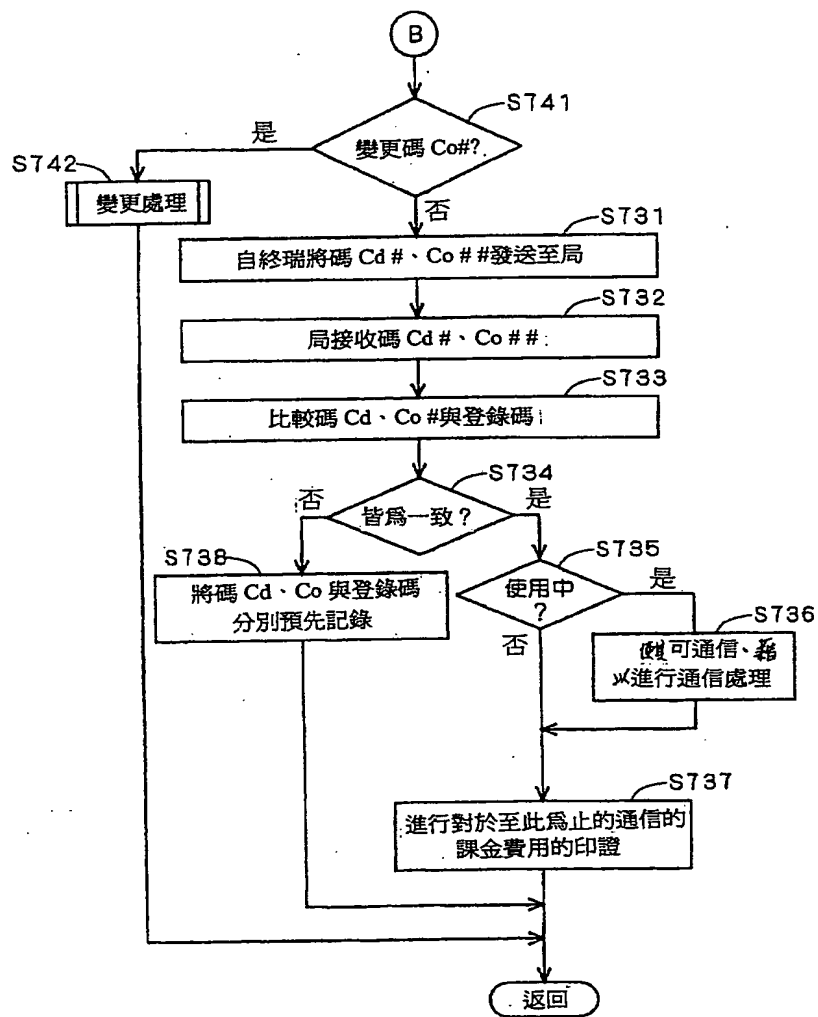 B
S741
變更碼 Co#?
是
S742
變更處理
否
S731
自終瑞將碼 Cd #、Co # #發送至局
S732
局接收碼 Cd #、Co # #
S733
比較碼 Cd、Co #與登錄碼
S734
否
皆爲一致？
是
S738
將碼 Cd、Co 與登錄碼
分別預先記錄
S735
使用中
？
是
否
S736
可通信、
以進行通信處理
S737
進行對於至此爲止的通信的
課金費用的印證
返回